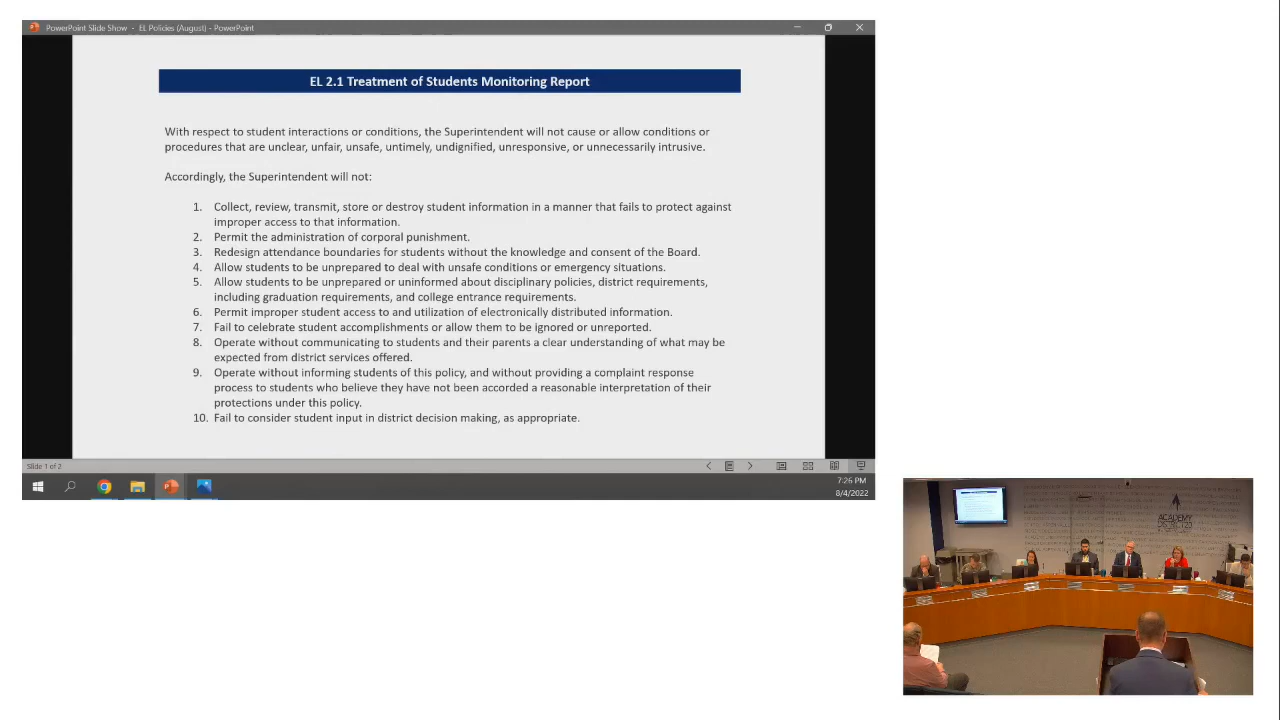 PowerPoint Slide Show - EL Policies (August) - PowerPoint
EL 2.1 Treatment of Students Monitoring Report
With respect to student interactions or conditions, the Superintendent will not cause or allow conditions or
procedures that are unclear, unfair, unsafe, untimely, undignified, unresponsive, or unnecessarily intrusive.
Accordingly, the Superintendent will not:
1. Collect, review, transmit, store or destroy student information in a manner that fails to protect against
improper access to that information.
2. Permit the administration of corporal punishment.
3. Redesign attendance boundaries for students without the knowledge and consent of the Board.
4. Allow students to be unprepared to deal with unsafe conditions or emergency situations.
5. Allow students to be unprepared or uninformed about disciplinary policies, district requirements,
including graduation requirements, and college entrance requirements.
6. Permit improper student access to and utilization of electronically distributed information.
7. Fail to celebrate student accomplishments or allow them to be ignored or unreported.
8. Operate without communicating to students and their parents a clear understanding of what may be
expected from district services offered.
9. Operate without informing students of this policy, and without providing a complaint response
process to students who believe they have not been accorded a reasonable interpretation of their
protections under this policy.
10. Fail to consider student input in district decision making, as appropriate.
Slide 1 of 2
7:26 PM
8/4/2022
ACADEMY
DISTRICT 20